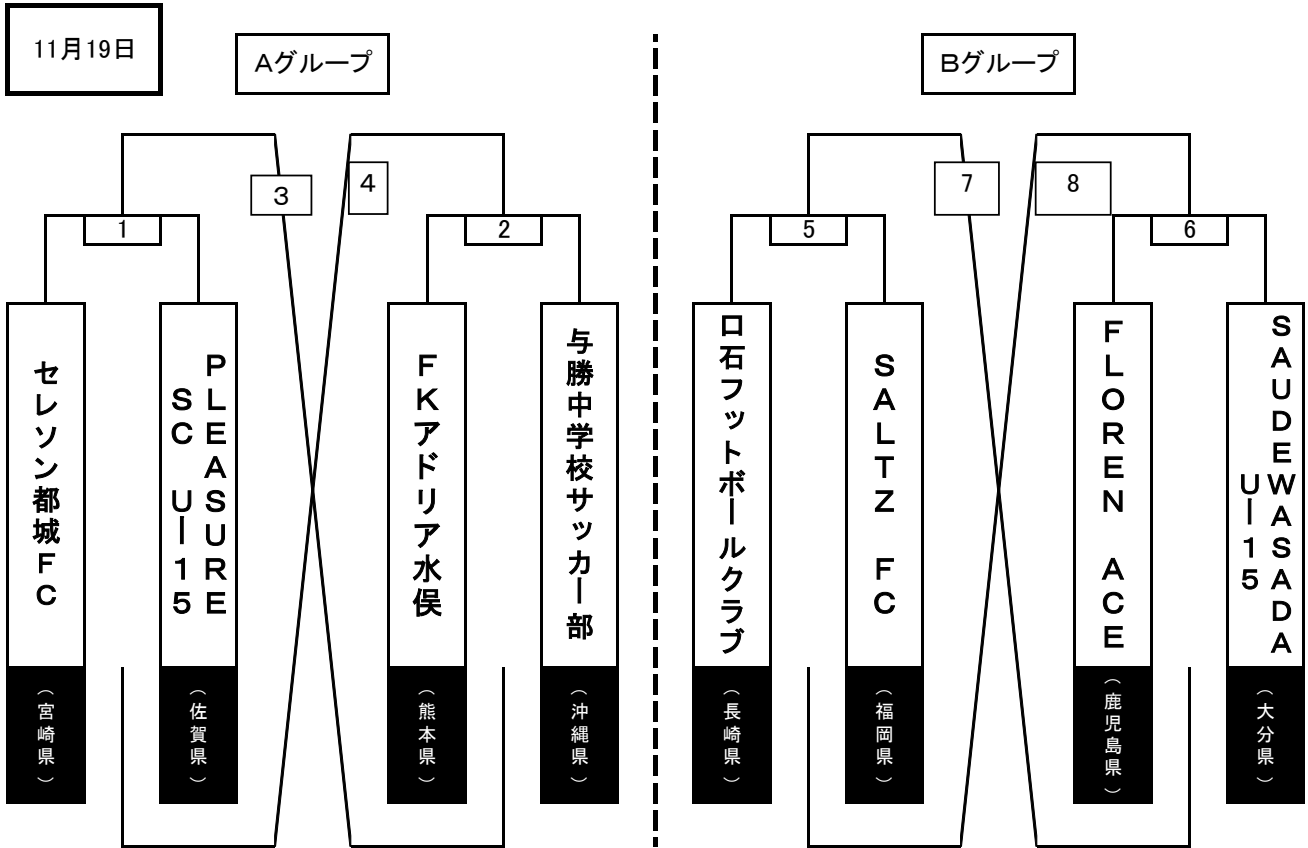 11月19日
Aグループ
Bグループ
3
4
7
8
1
2
5
6
セレソン都城FC
PLEASURE
SC U-15
FKアドリア水俣
与勝中学校サッカー部
口石フットボールクラブ
SALTZ FC
FLOREN ACE
SAUDEWASADA
U-15
(宮崎県)
(佐賀県)
(熊本県)
(沖縄県)
(長崎県)
(福岡県)
(鹿児島県)
(大分県)